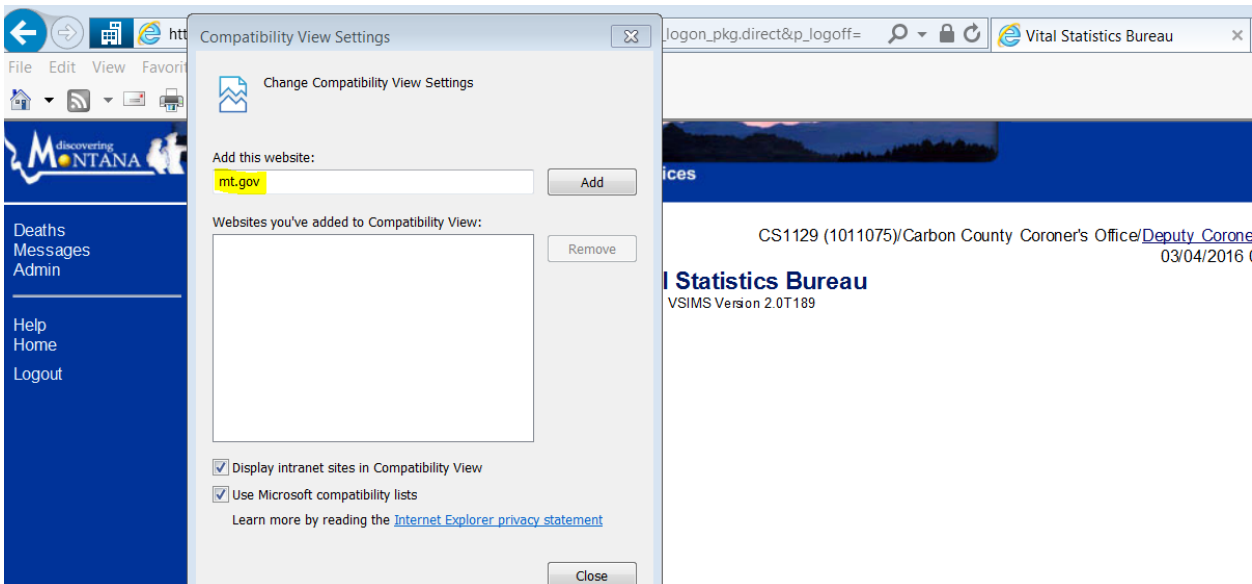 htt
Compatibility View Settings
_logon_pkg.direct&p_logoff=
Vital Statistics Bureau
File Edit View Favorit
Change Compatibility View Settings
discovering
MONTANA
Add this website:
mt.gov
Add
ices
Websites you've added to Compatibility View:
Remove
Deaths
Messages
Admin
CS1129 (1011075)/Carbon County Coroner's Office/Deputy Corone
03/04/2016
l Statistics Bureau
VSIMS Version 2.0T189
Help
Home
Logout
Display intranet sites in Compatibility View
Use Microsoft compatibility lists
Learn more by reading the Internet Explorer privacy statement
Close